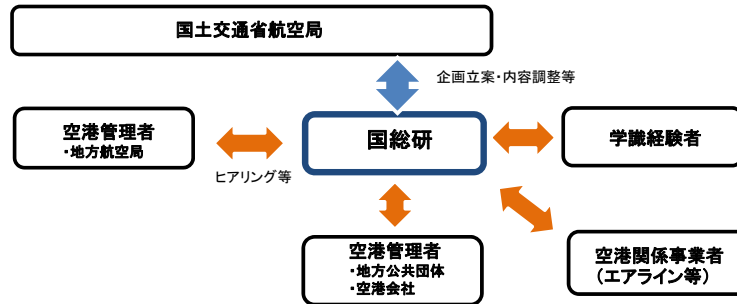 国土交通省航空局
企画立案・内容調整等
空港管理者
・地方航空局
国総研
学識経験者
ヒアリング等
空港管理者
・地方公共団体
・空港会社
空港関係事業者
（エアライン等）